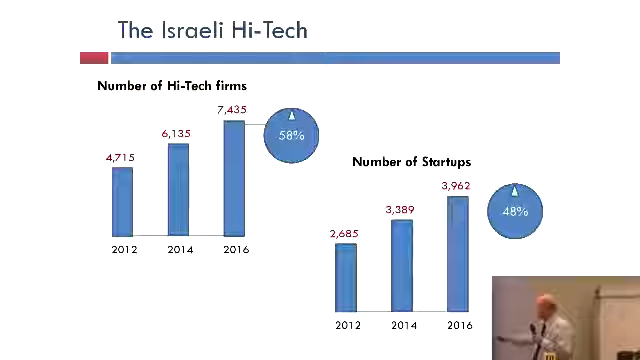 The Israeli Hi-Tech
Number of Hi-Tech firms
7,435
6,135
4,715
58%
2012 2014 2016
Number of Startups
3,962
3,389
2,685
48%
2012 2014 2016